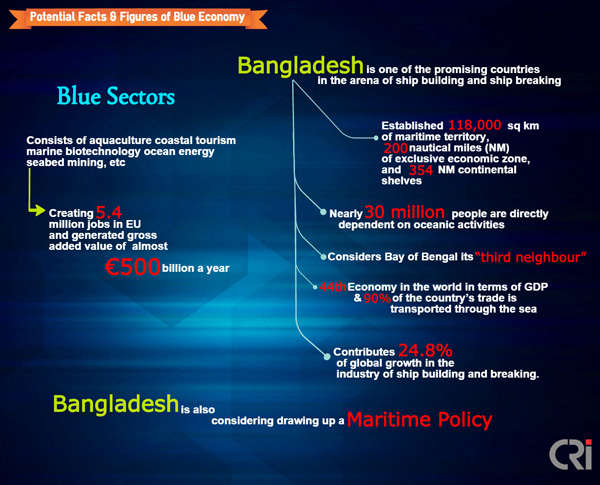 Potential Facts & Figures of Blue Economy
Bangladesh is one of the promising countries
in the arena of ship building and ship breaking
Blue Sectors
Consists of aquaculture coastal tourism
marine biotechnology ocean energy
seabed mining, etc
Creating 5.4
million jobs in EU
and generated gross
added value of almost
€500 billion a year
Established 118,000 sq km
of maritime territory,
200 nautical miles (NM)
of exclusive economic zone,
and 354 NM continental
shelves
Nearly 30 million people are directly
dependent on oceanic activities
Considers Bay of Bengal its "third neighbour"
44th Economy in the world in terms of GDP
& 90% of the country's trade is
transported through the sea
Contributes 24.8%
of global growth in the
industry of ship building and breaking.
Bangladesh is also
considering drawing up a Maritime Policy
CRi